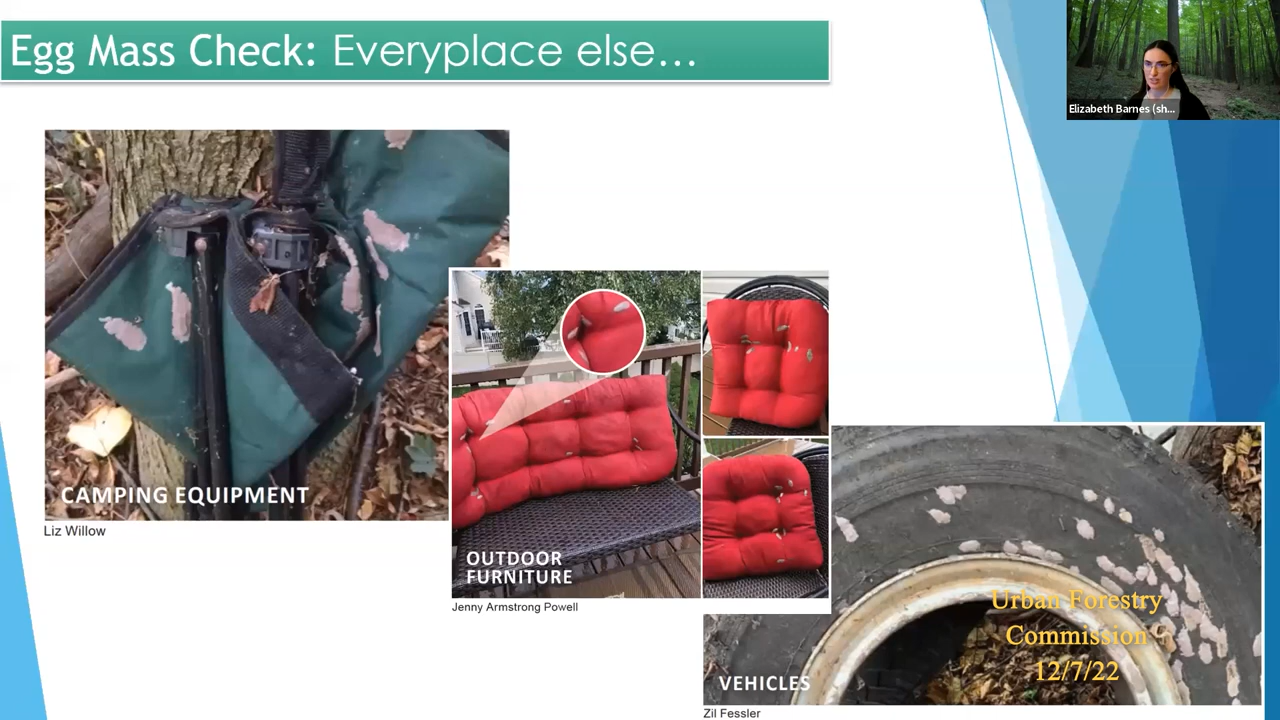 Egg Mass Check: Everyplace else...
Elizabeth Barnes (sh...
CAMPING EQUIPMENT
Liz Willow
OUTDOOR
FURNITURE
Jenny Armstrong Powell
Urban Forestry
Commission
12/7/22
VEHICLES
Zil Fessler